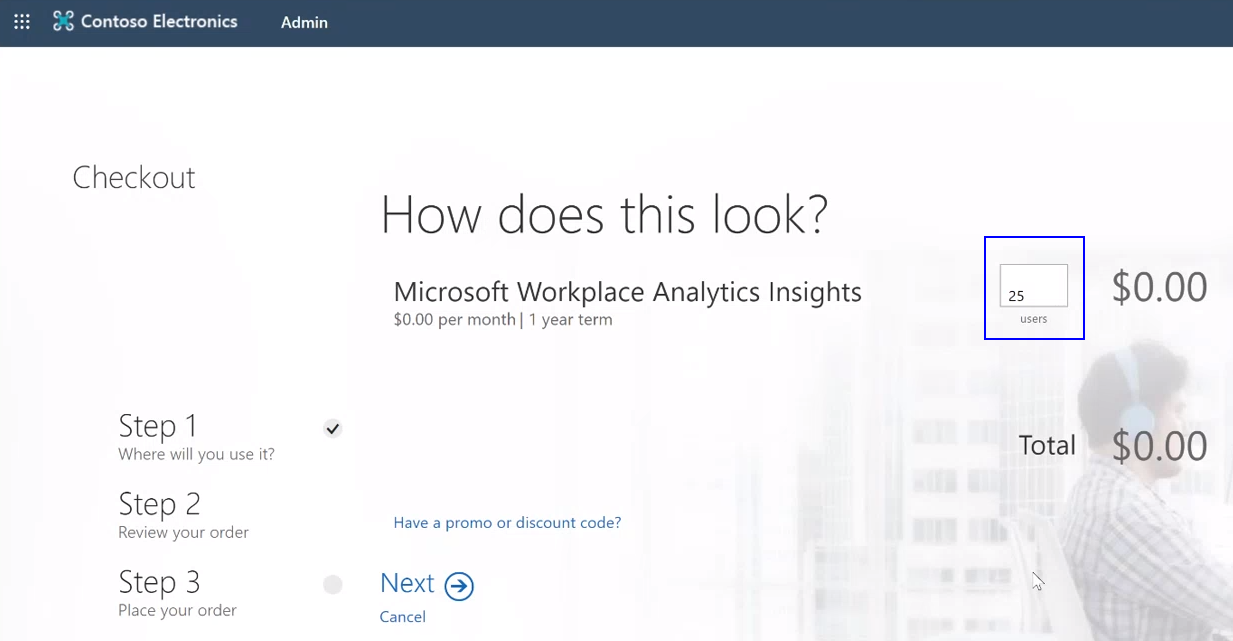 Contoso Electronics Admin
Checkout
How does this look?
Microsoft Workplace Analytics Insights
$0.00 per month | 1 year term
25
users
$0.00
Step 1
Where will you use it?
Total $0.00
Step 2
Review your order
Have a promo or discount code?
Step 3
Place your order
Next
Cancel